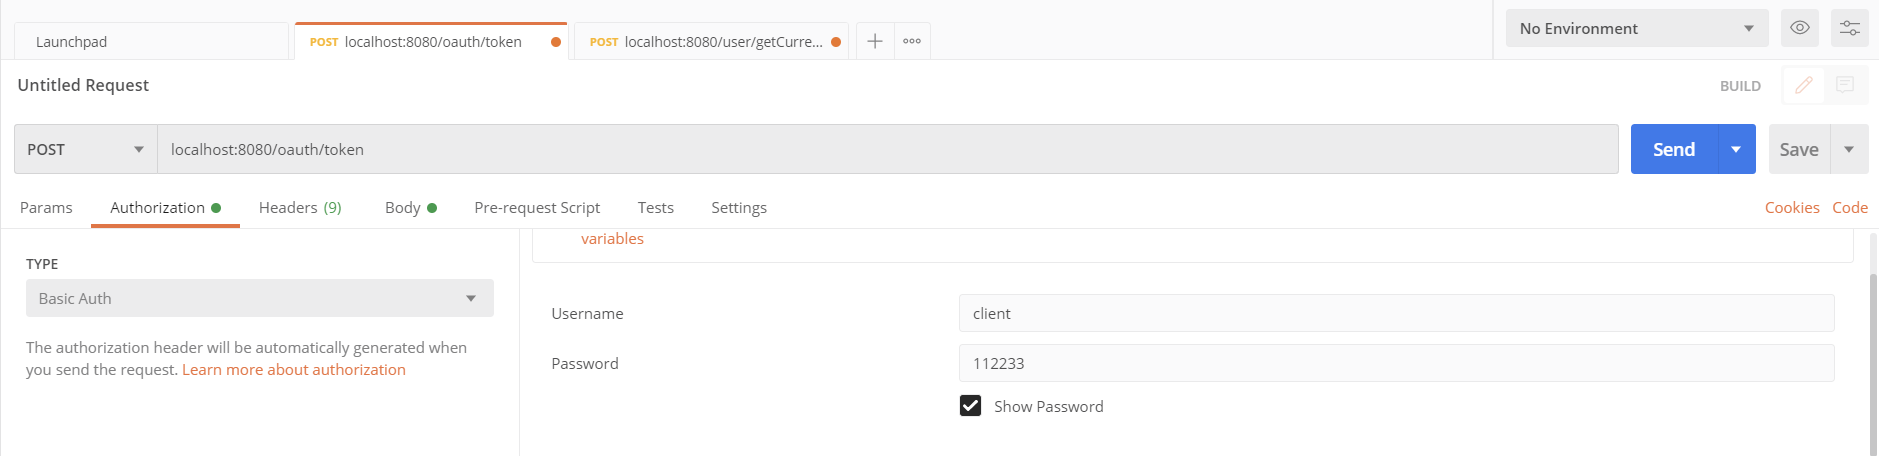 Launchpad
POST localhost:8080/oauth/token
POST localhost:8080/user/getCurre...
No Environment
Untitled Request
BUILD
POST
localhost:8080/oauth/token
Send
Save
Params
Authorization
Headers (9)
Body
Pre-request Script
Tests
Settings
Cookies
Code
variables
TYPE
Basic Auth
The authorization header will be automatically generated when
you send the request. Learn more about authorization
Username
client
Password
112233
Show Password